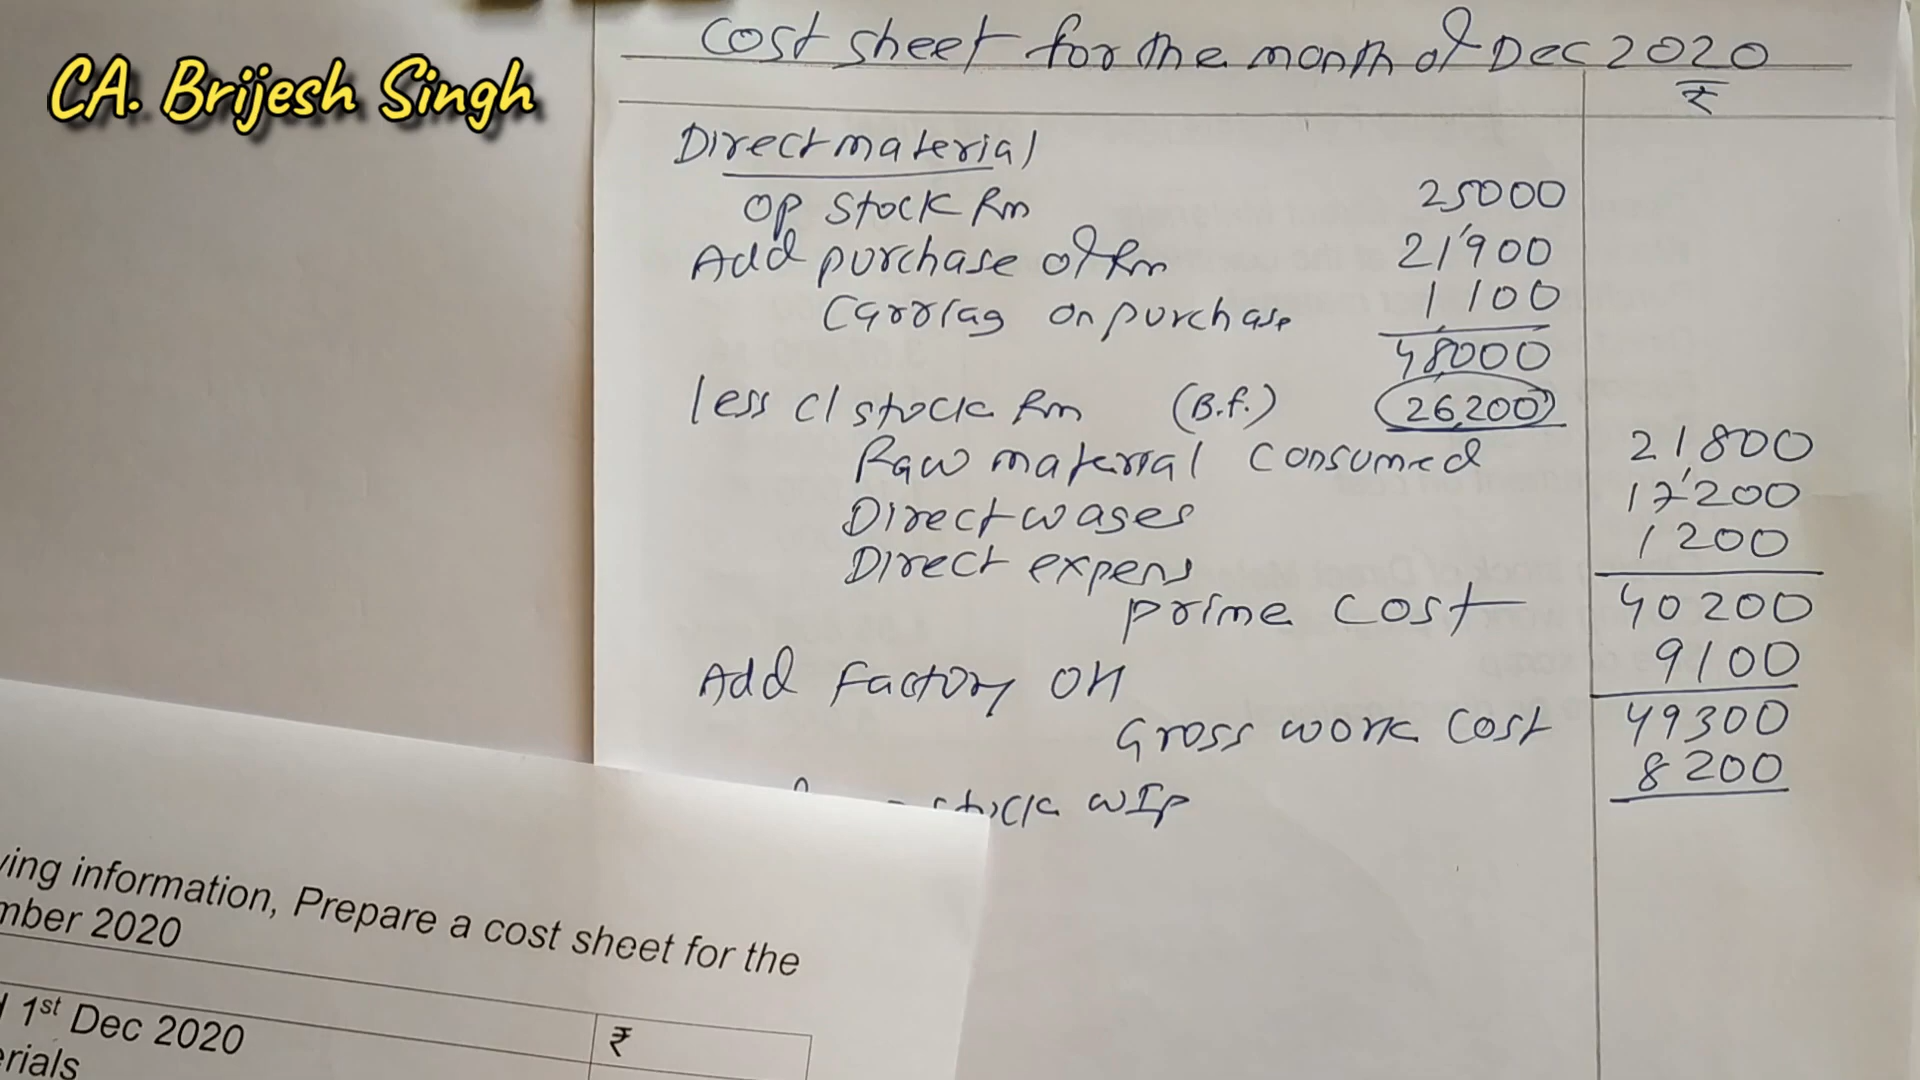 Cost sheet for the month of Dec 2020
₹
CA. Brijesh Singh
Direct material
Op stock Rm 25000
Add purchase of Rm 21900
Carriag on purchase 1100
48000
less cl stock Rm (B.f.) 26,200
Raw material consumed 21800
Direct wages 17200
Direct expens 1200
prime cost 40200
Add Factory OH 9100
Gross work cost 49300
stock WIP 8200
ving information, Prepare a cost sheet for the
mber 2020
1st Dec 2020 ₹
erials